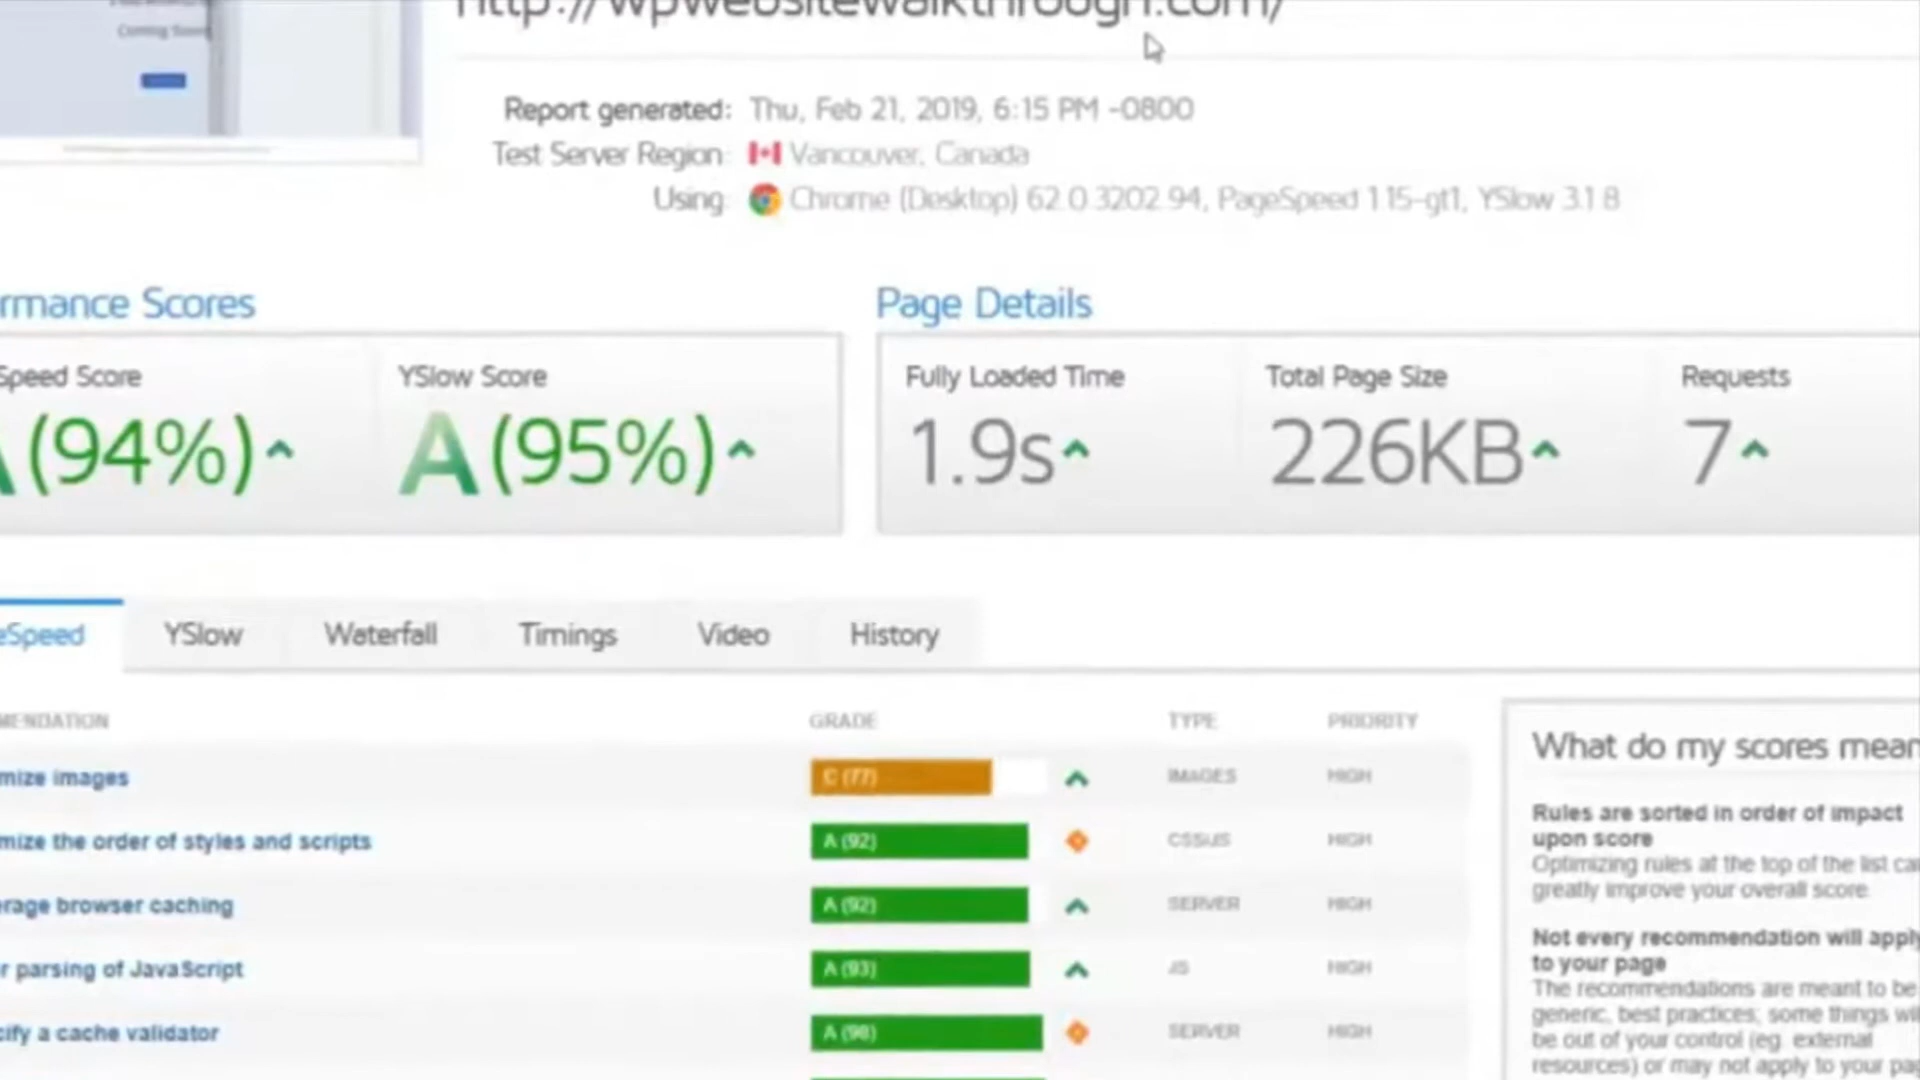 Coming Soon
http://wpwebsitewalkthrough.com/
Report generated: Thu, Feb 21, 2019, 6:15 PM -0800
Test Server Region: Vancouver, Canada
Using: Chrome (Desktop) 62.0.3202.94, PageSpeed 1.15-gt1, YSlow 3.1.8
rmance Scores
Page Details
Speed Score
YSlow Score
Fully Loaded Time
Total Page Size
Requests
(94%)
A (95%)
1.9s
226KB
7
eSpeed
YSlow
Waterfall
Timings
Video
History
MENDATION
GRADE
TYPE
PRIORITY
mize images
C (77)
IMAGES
HIGH
mize the order of styles and scripts
A (92)
CSS/JS
HIGH
erage browser caching
A (92)
SERVER
HIGH
r parsing of JavaScript
A (93)
JS
HIGH
cify a cache validator
A (98)
SERVER
HIGH
What do my scores mean
Rules are sorted in order of impact
upon score
Optimizing rules at the top of the list ca
greatly improve your overall score.
Not every recommendation will apply
to your page
The recommendations are meant to be
generic, best practices; some things wi
be out of your control (eg. external
resources) or may not apply to your pag